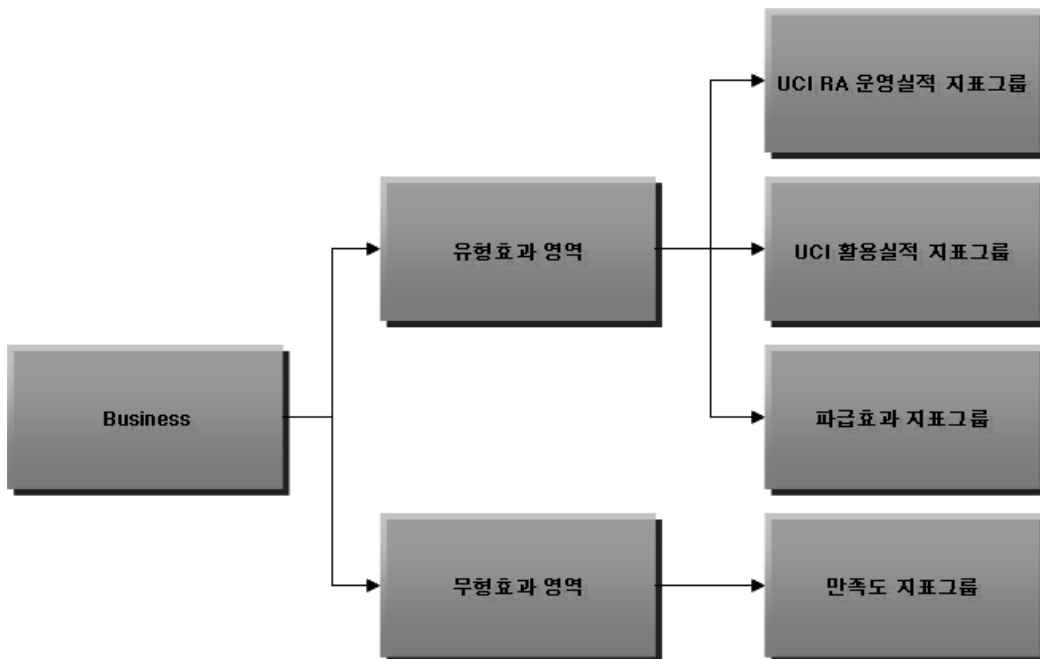 UCI RA 운영실적 지표그룹
유형효과 영역
UCI 활용실적 지표그룹
Business
파급효과 지표그룹
무형효과 영역
만족도 지표그룹